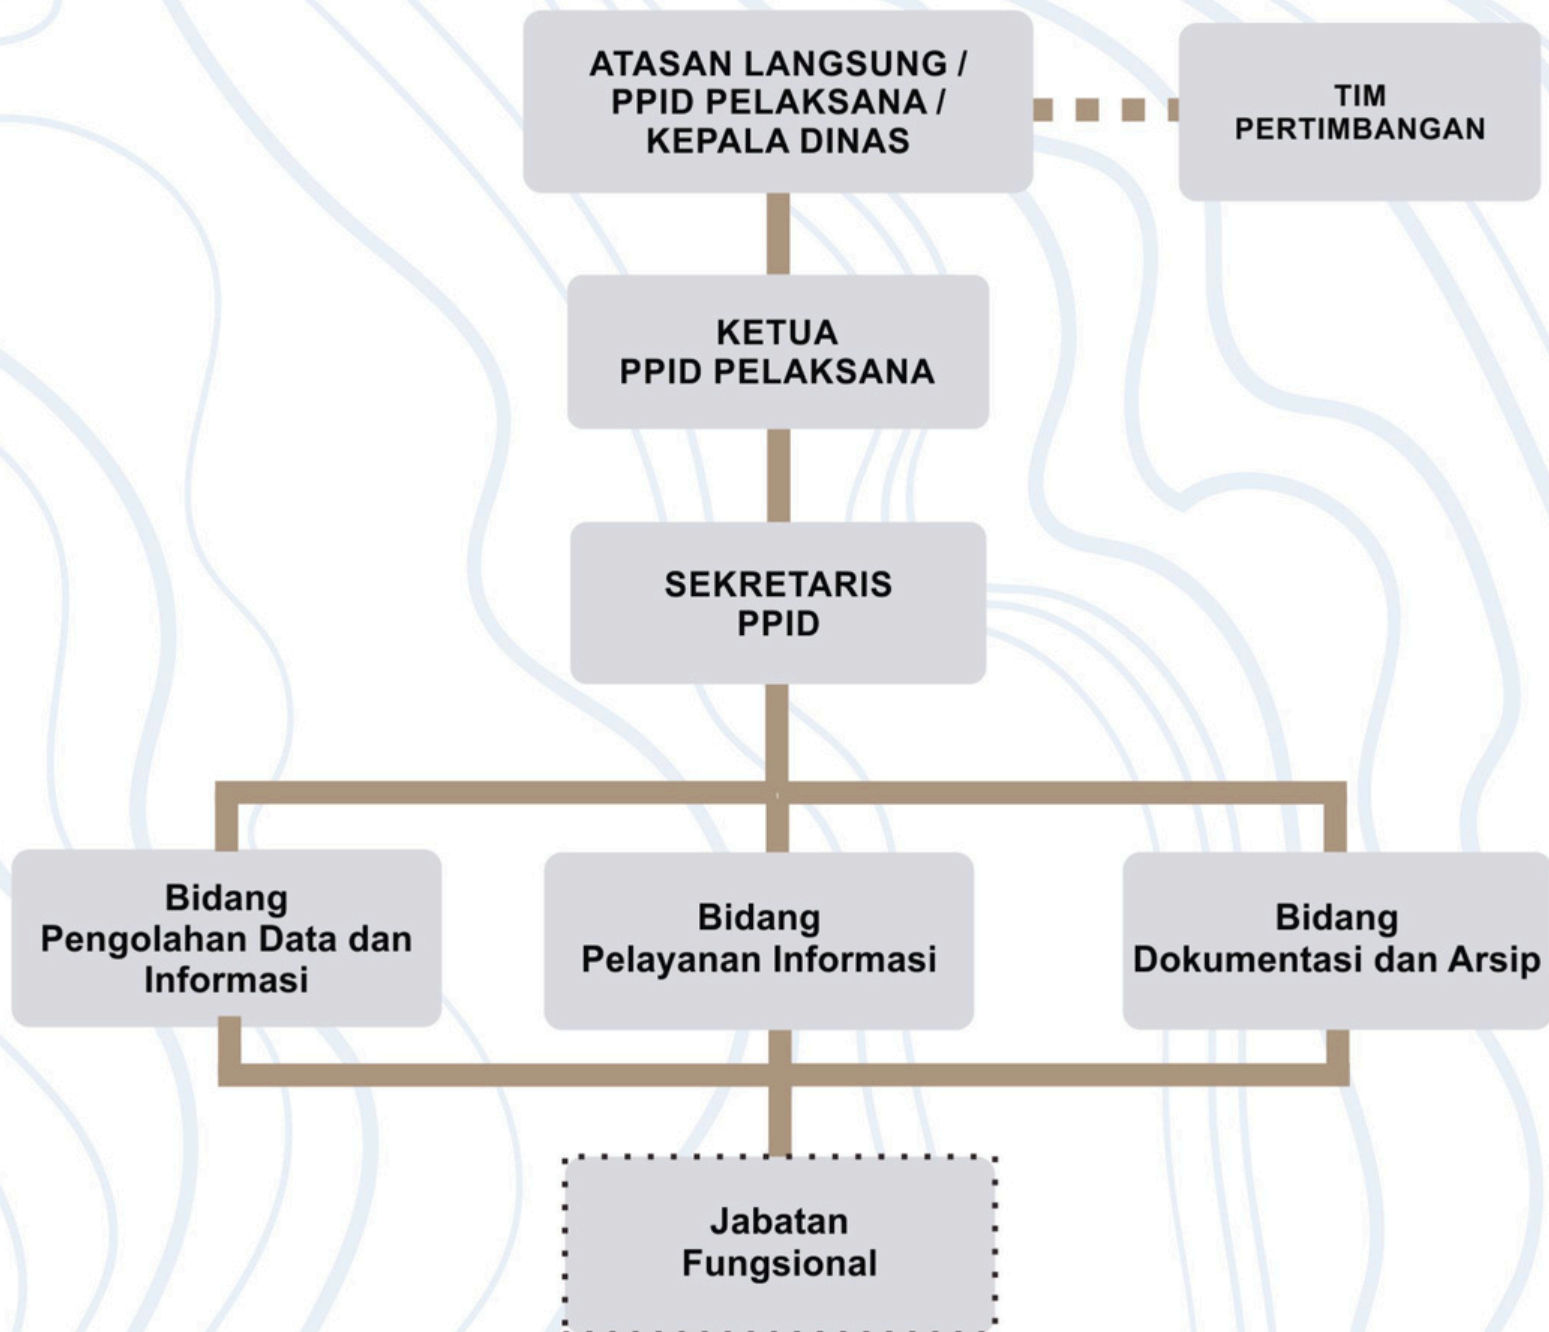 ATASAN LANGSUNG /
PPID PELAKSANA /
KEPALA DINAS
TIM
PERTIMBANGAN
KETUA
PPID PELAKSANA
SEKRETARIS
PPID
Bidang
Pengolahan Data dan
Informasi
Bidang
Pelayanan Informasi
Bidang
Dokumentasi dan Arsip
Jabatan
Fungsional